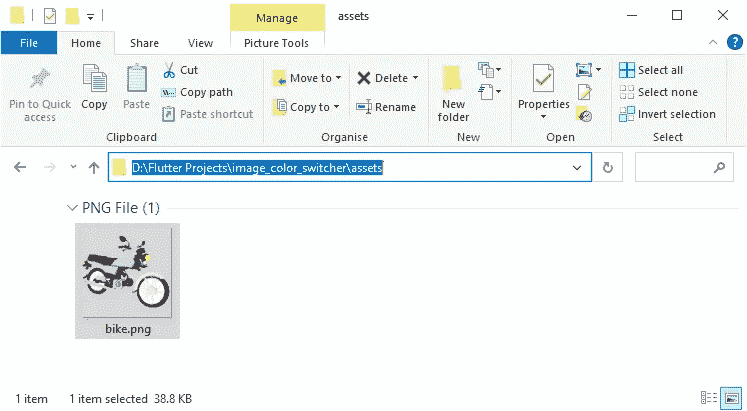 Manage
assets
File
Home
Share
View
Picture Tools
Pin to Quick
access
Copy
Paste
Cut
Copy path
Paste shortcut
Clipboard
Move to
Copy to
Delete
Rename
Organise
New
folder
New
Properties
Open
Select all
Select none
Invert selection
Select
D:\Flutter Projects\image_color_switcher\assets
PNG File (1)
bike.png
1 item
1 item selected 38.8 KB